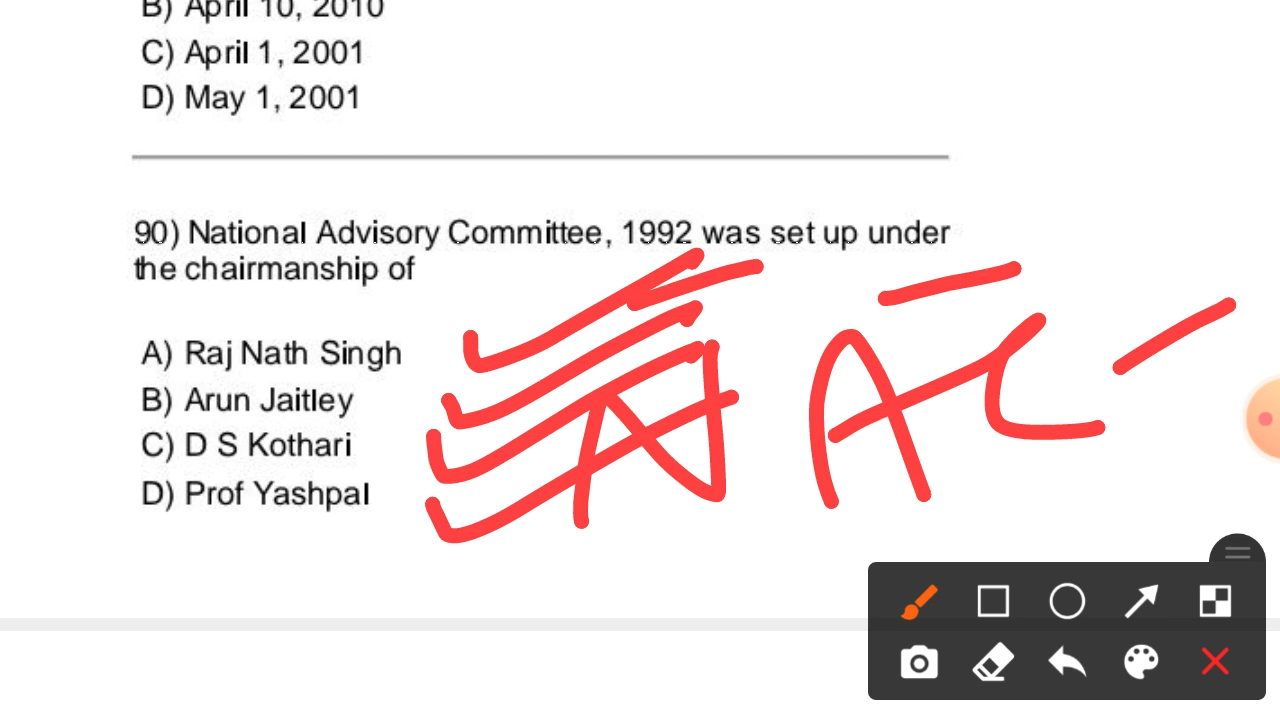 B) April 10, 2010
C) April 1, 2001
D) May 1, 2001
90) National Advisory Committee, 1992 was set up under
the chairmanship of
A) Raj Nath Singh
B) Arun Jaitley
C) D S Kothari
D) Prof Yashpal
N A C -